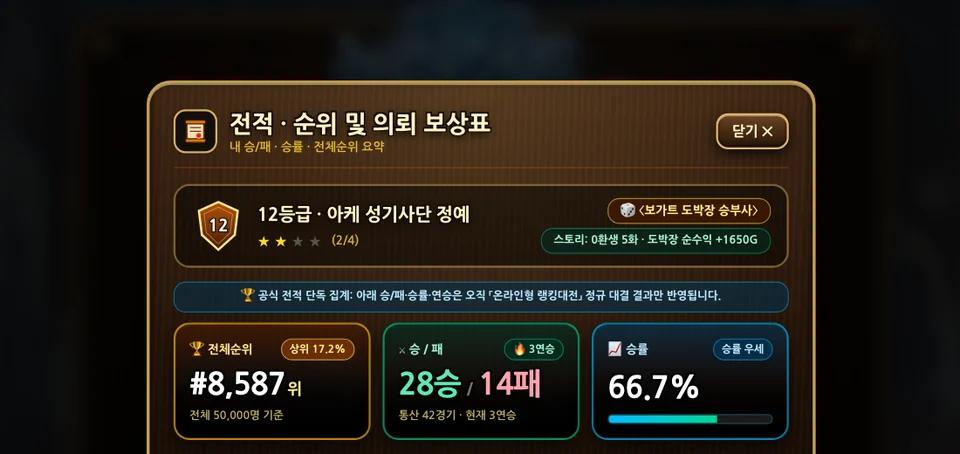 전적 · 순위 및 의뢰 보상표
내 승/패 · 승률 · 전체순위 요약
닫기 ✕
12
12등급 · 아케 성기사단 정예
★★★★ (2/4)
🎲 〈보가트 도박장 승부사〉
스토리: 0환생 5화 · 도박장 순수익 +1650G
🏆 공식 전적 단독 집계: 아래 승/패·승률·연승은 오직 「온라인형 랭킹대전」 정규 대결 결과만 반영됩니다.
🏆 전체순위
상위 17.2%
#8,587위
전체 50,000명 기준
⚔ 승 / 패
🔥 3연승
28승 / 14패
통산 42경기 · 현재 3연승
📈 승률
승률 우세
66.7%